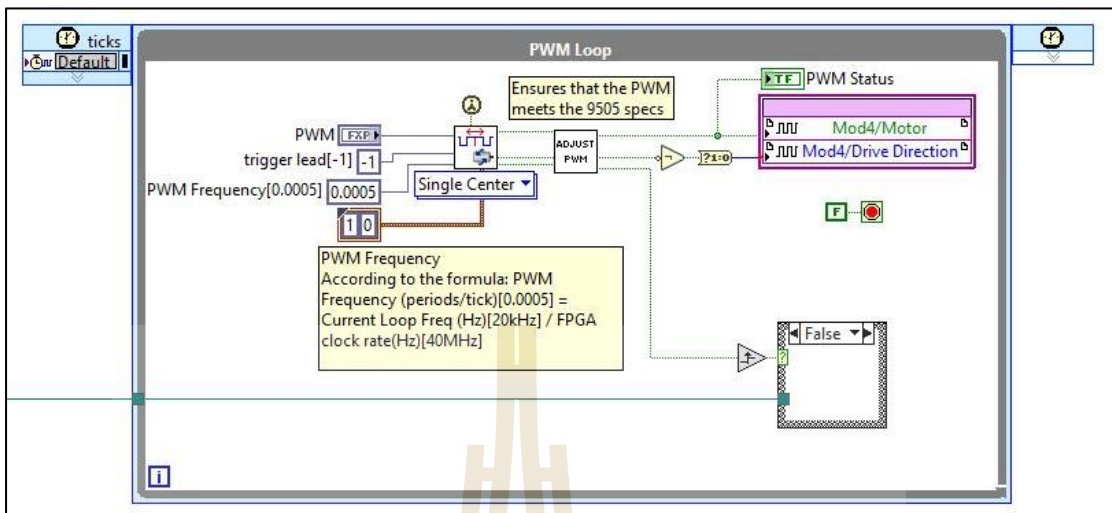 ticks
Default
PWM Loop
Ensures that the PWM
meets the 9505 specs
PWM
FXP
trigger lead[-1]
-1
PWM Frequency[0.0005]
0.0005
Single Center
1 0
ADJUST
PWM
?1:0
TF
PWM Status
Mod4/Motor
Mod4/Drive Direction
F
PWM Frequency
According to the formula: PWM
Frequency (periods/tick)[0.0005] =
Current Loop Freq (Hz)[20kHz] / FPGA
clock rate(Hz)[40MHz]
False
?
i